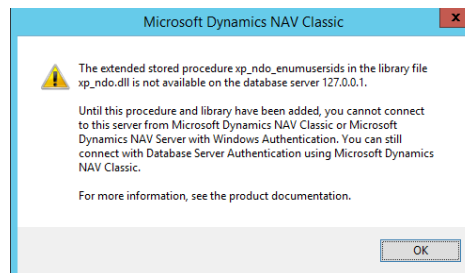 Microsoft Dynamics NAV Classic
x
The extended stored procedure xp_ndo_enumusersids in the library file
xp_ndo.dll is not available on the database server 127.0.0.1.
Until this procedure and library have been added, you cannot connect
to this server from Microsoft Dynamics NAV Classic or Microsoft
Dynamics NAV Server with Windows Authentication. You can still
connect with Database Server Authentication using Microsoft Dynamics
NAV Classic.
For more information, see the product documentation.
OK